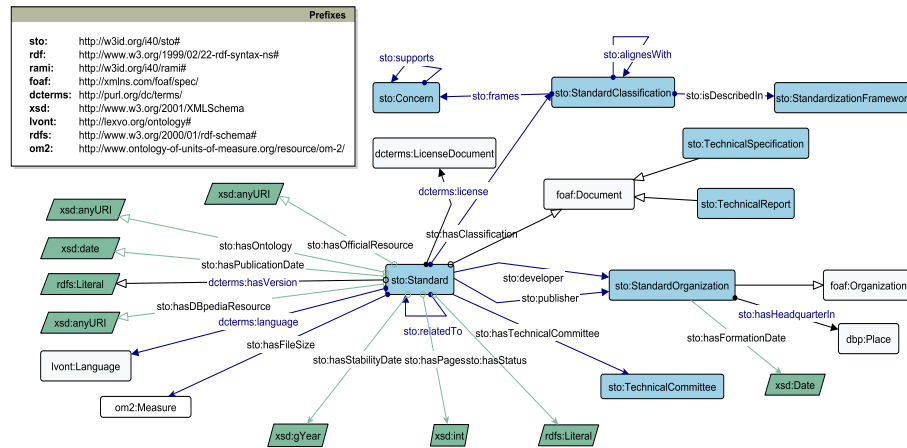 Prefixes
sto: http://w3id.org/i40/sto#
rdf: http://www.w3.org/1999/02/22-rdf-syntax-ns#
rami: http://w3id.org/i40/rami#
foaf: http://xmlns.com/foaf/spec/
dcterms: http://purl.org/dc/terms/
xsd: http://www.w3.org/2001/XMLSchema
lvont: http://lexvo.org/ontology#
rdfs: http://www.w3.org/2000/01/rdf-schema#
om2: http://www.ontology-of-units-of-measure.org/resource/om-2/
sto:supports
sto:alignesWith
sto:Concern
sto:frames
sto:StandardClassification
sto:isDescribedIn
sto:StandardizationFramework
dcterms:LicenseDocument
sto:TechnicalSpecification
dcterms:license
foaf:Document
sto:TechnicalReport
xsd:anyURI
xsd:anyURI
sto:hasClassification
sto:hasOfficialResource
sto:hasOntology
xsd:date
sto:hasPublicationDate
rdfs:Literal
dcterms:hasVersion
sto:Standard
sto:developer
sto:publisher
sto:StandardOrganization
foaf:Organization
sto:hasDBpediaResource
xsd:anyURI
dcterms:language
sto:relatedTo
sto:hasTechnicalCommittee
sto:hasHeadquarterIn
sto:hasFormationDate
dbp:Place
sto:hasFileSize
lvont:Language
sto:hasStabilityDate
sto:hasPages
sto:hasStatus
sto:TechnicalCommittee
xsd:Date
om2:Measure
xsd:gYear
xsd:int
rdfs:Literal